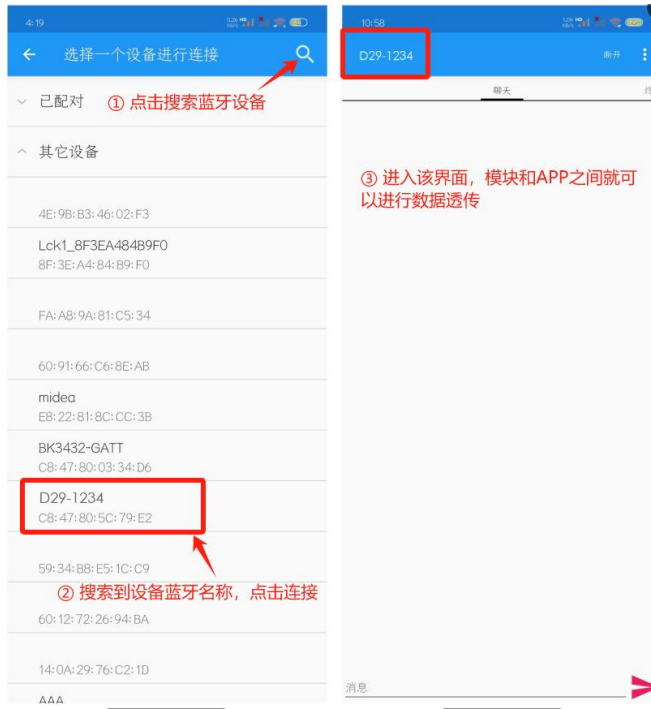 4:19
选择一个设备进行连接
已配对
① 点击搜索蓝牙设备
其它设备
4E:9B:B3:46:02:F3
Lck1_8F3EA484B9F0
8F:3E:A4:84:B9:F0
FA:A8:9A:81:C5:34
60:91:66:C6:8E:AB
midea
E8:22:81:8C:CC:3B
BK3432-GATT
C8:47:80:03:34:D6
D29-1234
C8:47:80:5C:79:E2
59:34:B8:E5:1C:C9
② 搜索到设备蓝牙名称，点击连接
60:12:72:26:94:BA
14:0A:29:76:C2:1D
AAA
10:58
D29-1234
断开
聊天
③ 进入该界面，模块和APP之间就可
以进行数据透传
消息